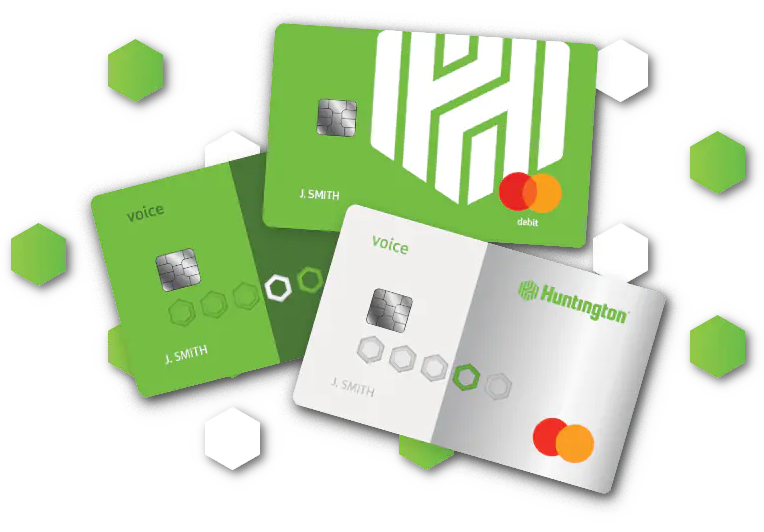 J. SMITH
debit
voice
J. SMITH
voice
Huntington
J. SMITH